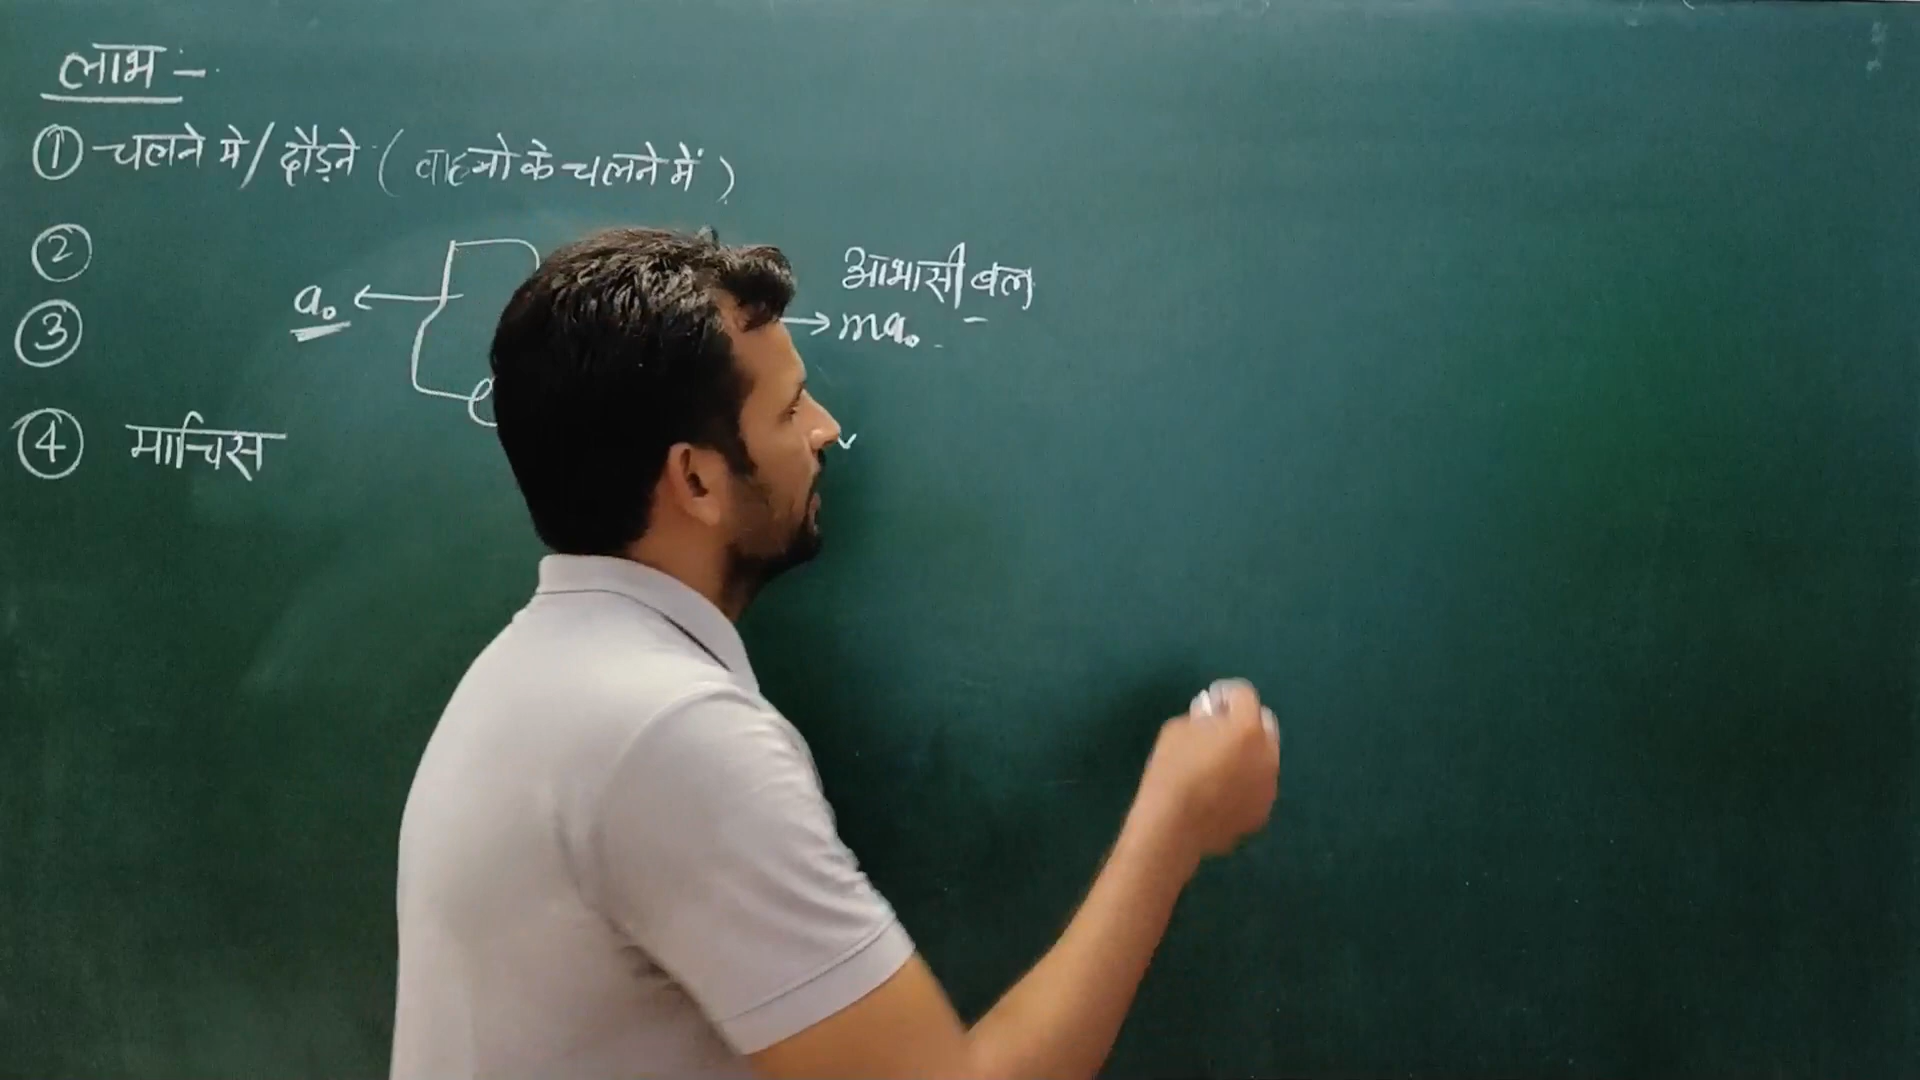 लाभ –
① चलने मे / दौड़ने ( वाहनो के चलने में )
②
③
a₀
आभासी बल
ma₀
④ माचिस